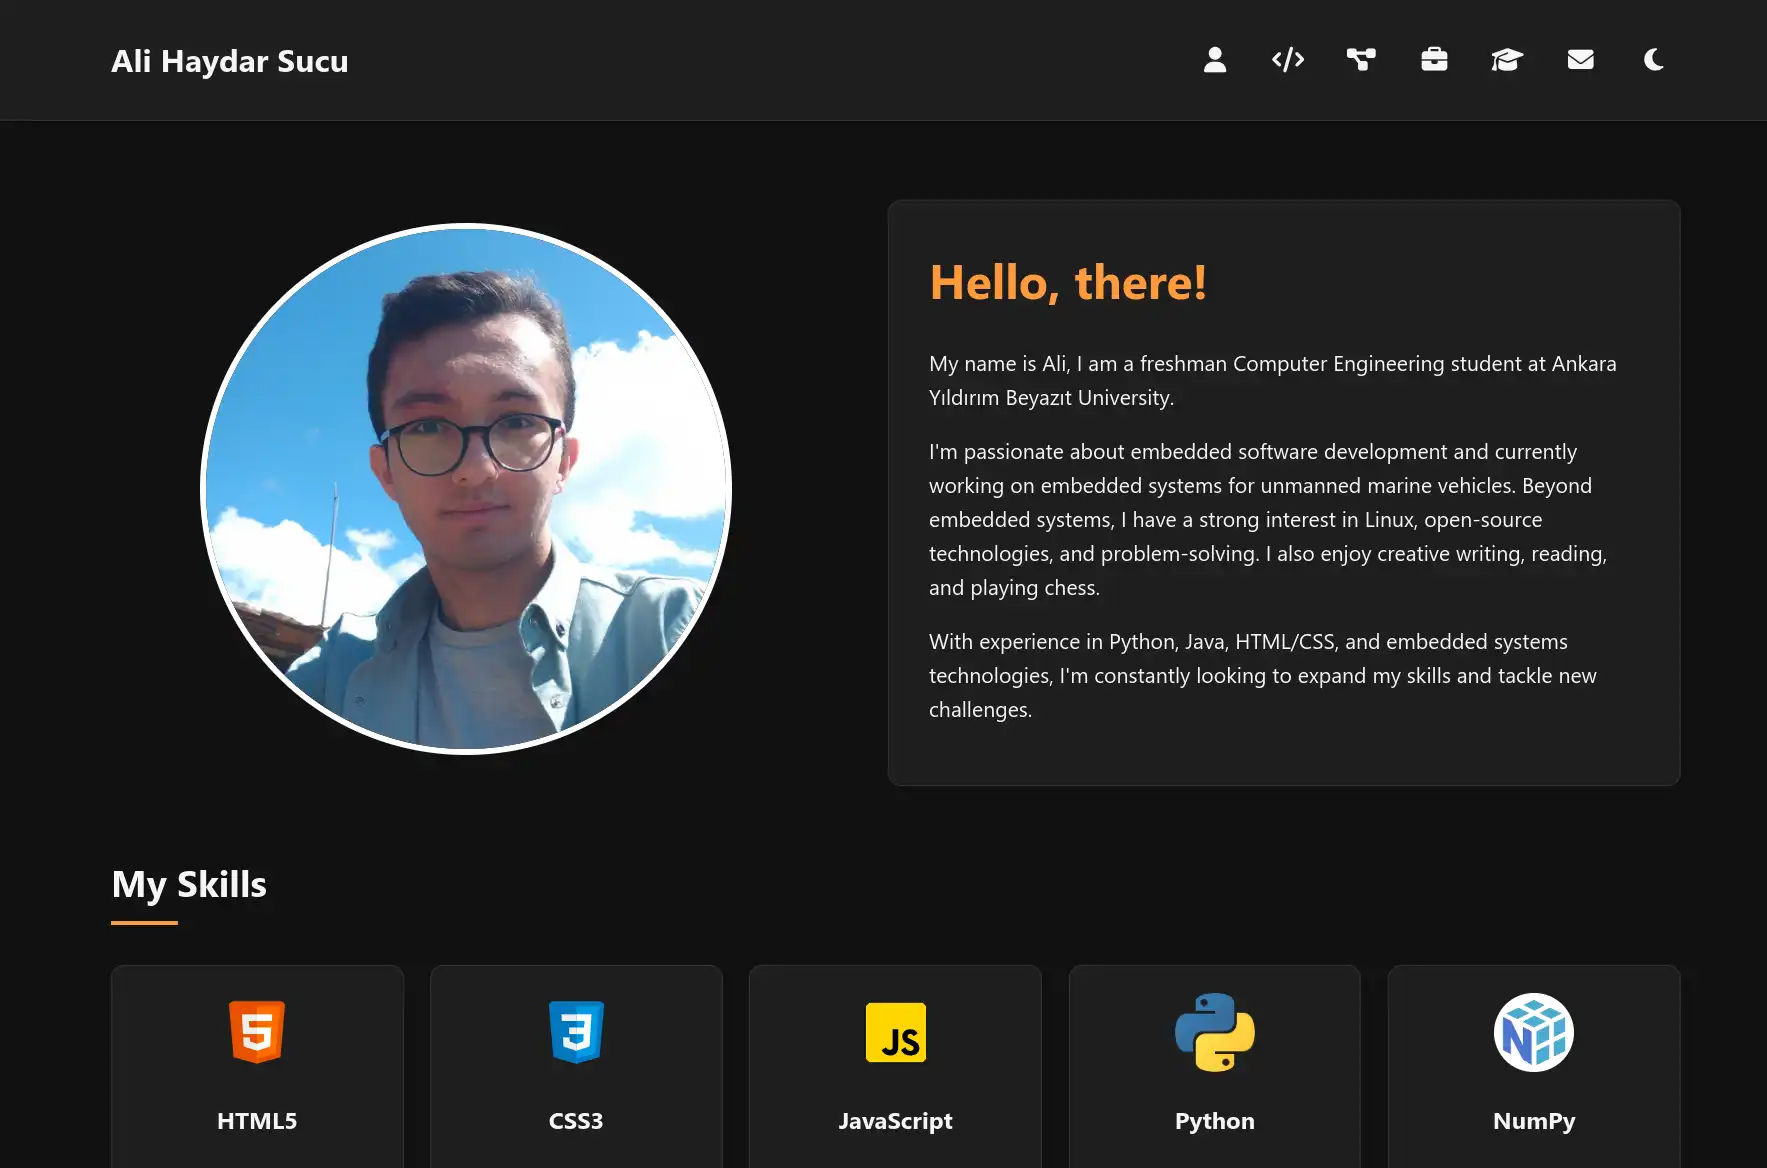 Ali Haydar Sucu
Hello, there!
My name is Ali, I am a freshman Computer Engineering student at Ankara
Yıldırım Beyazıt University.
I'm passionate about embedded software development and currently
working on embedded systems for unmanned marine vehicles. Beyond
embedded systems, I have a strong interest in Linux, open-source
technologies, and problem-solving. I also enjoy creative writing, reading,
and playing chess.
With experience in Python, Java, HTML/CSS, and embedded systems
technologies, I'm constantly looking to expand my skills and tackle new
challenges.
My Skills
5
3
JS
N
HTML5
CSS3
JavaScript
Python
NumPy